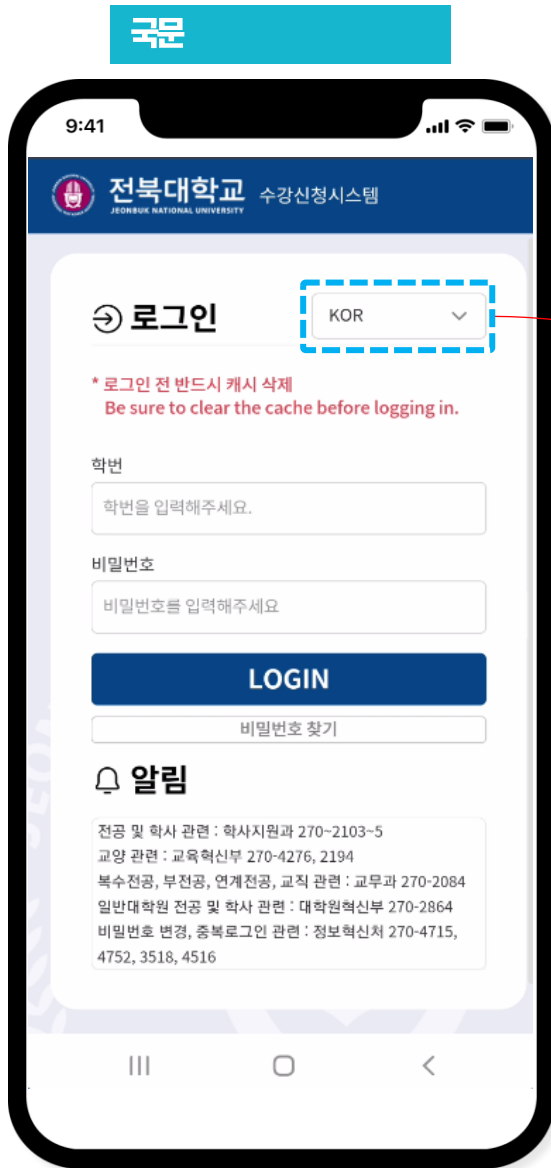 국문
9:41
전북대학교 수강신청시스템
JEONBUK NATIONAL UNIVERSITY
로그인
KOR
* 로그인 전 반드시 캐시 삭제
Be sure to clear the cache before logging in.
학번
학번을 입력해주세요.
비밀번호
비밀번호를 입력해주세요
LOGIN
비밀번호 찾기
알림
전공 및 학사 관련 : 학사지원과 270~2103~5
교양 관련 : 교육혁신부 270-4276, 2194
복수전공, 부전공, 연계전공, 교직 관련 : 교무과 270-2084
일반대학원 전공 및 학사 관련 : 대학원혁신부 270-2864
비밀번호 변경, 중복로그인 관련 : 정보혁신처 270-4715,
4752, 3518, 4516